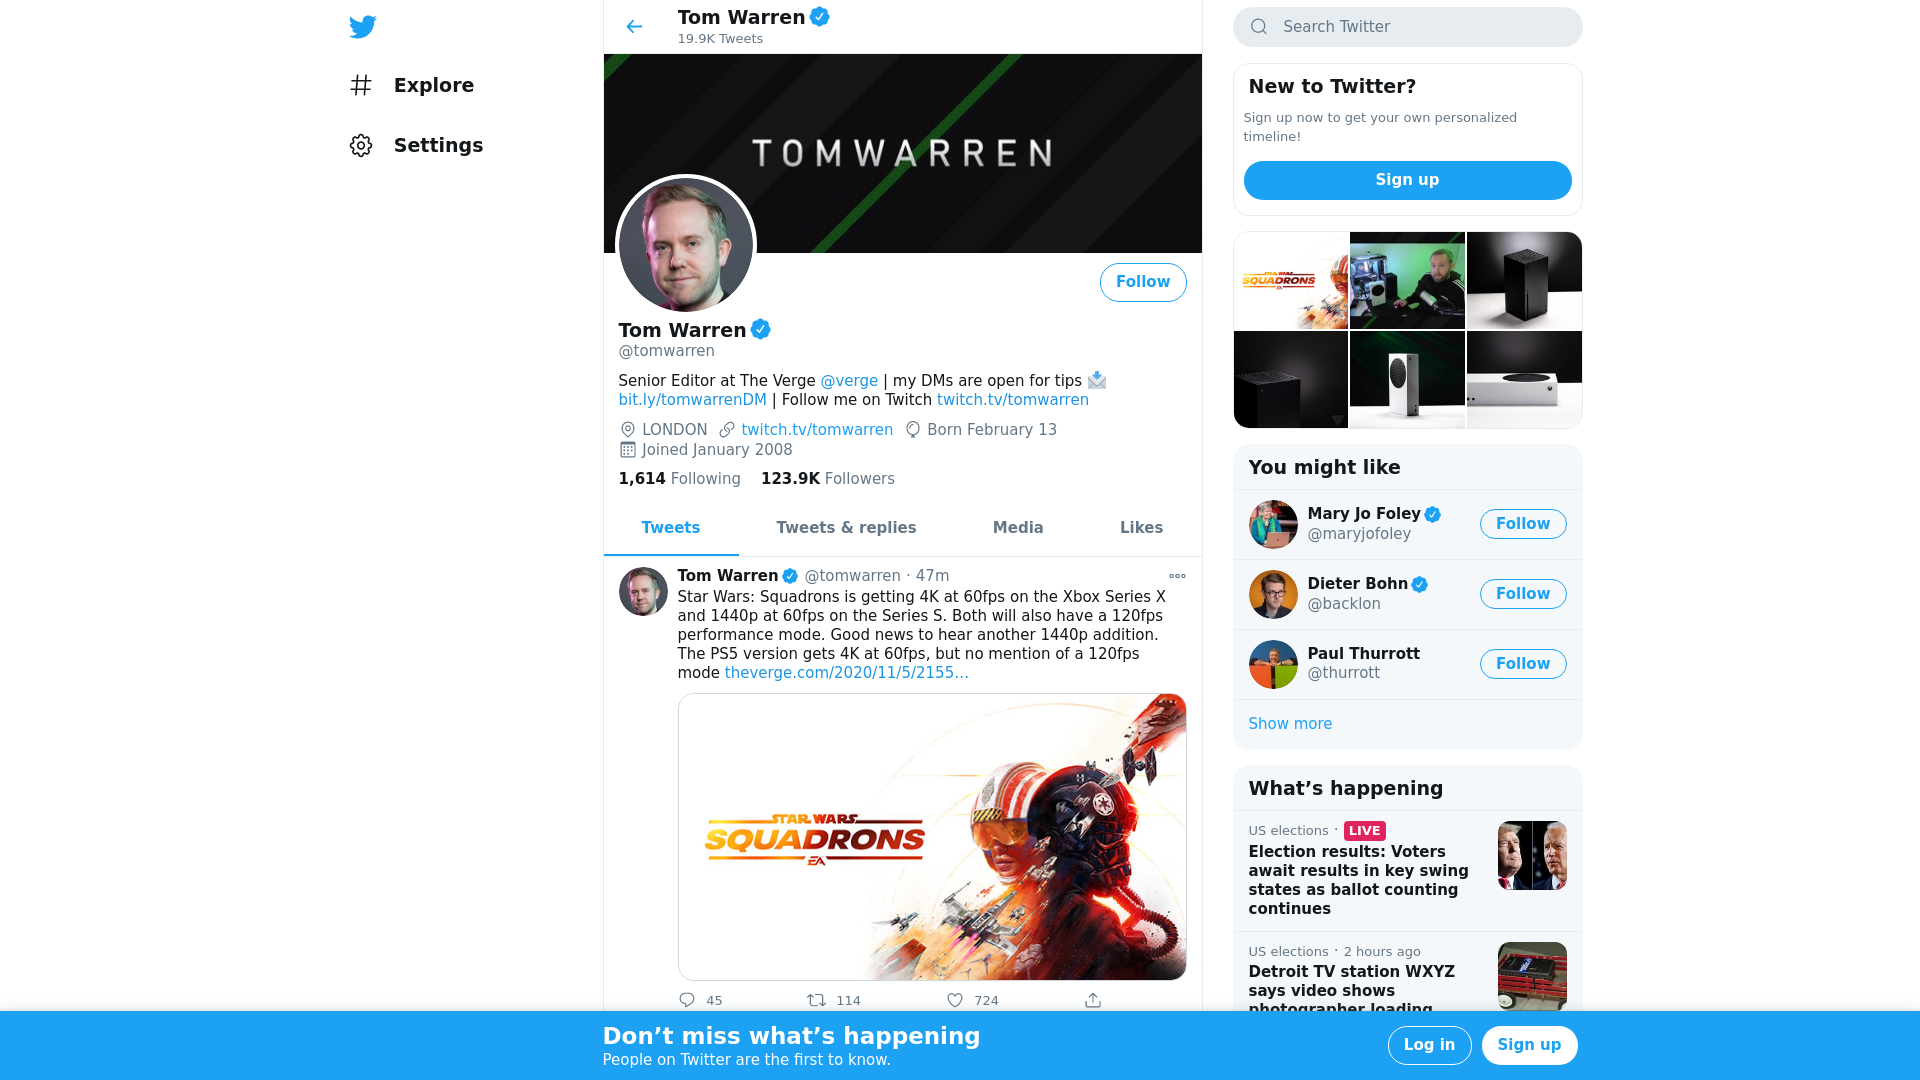 Explore
Settings
Tom Warren
19.9K Tweets
TOMWARREN
Follow
Tom Warren
@tomwarren
Senior Editor at The Verge @verge | my DMs are open for tips
bit.ly/tomwarrenDM | Follow me on Twitch twitch.tv/tomwarren
LONDON twitch.tv/tomwarren Born February 13
Joined January 2008
1,614 Following 123.9K Followers
Tweets Tweets & replies Media Likes
Tom Warren @tomwarren · 47m
Star Wars: Squadrons is getting 4K at 60fps on the Xbox Series X
and 1440p at 60fps on the Series S. Both will also have a 120fps
performance mode. Good news to hear another 1440p addition.
The PS5 version gets 4K at 60fps, but no mention of a 120fps
mode theverge.com/2020/11/5/2155…
STAR WARS
SQUADRONS
EA
45 114 724
Search Twitter
New to Twitter?
Sign up now to get your own personalized
timeline!
Sign up
STAR WARS
SQUADRONS
EA
You might like
Mary Jo Foley
@maryjofoley
Follow
Dieter Bohn
@backlon
Follow
Paul Thurrott
@thurrott
Follow
Show more
What’s happening
US elections · LIVE
Election results: Voters
await results in key swing
states as ballot counting
continues
US elections · 2 hours ago
Detroit TV station WXYZ
says video shows
photographer loading
Don’t miss what’s happening
People on Twitter are the first to know.
Log in
Sign up